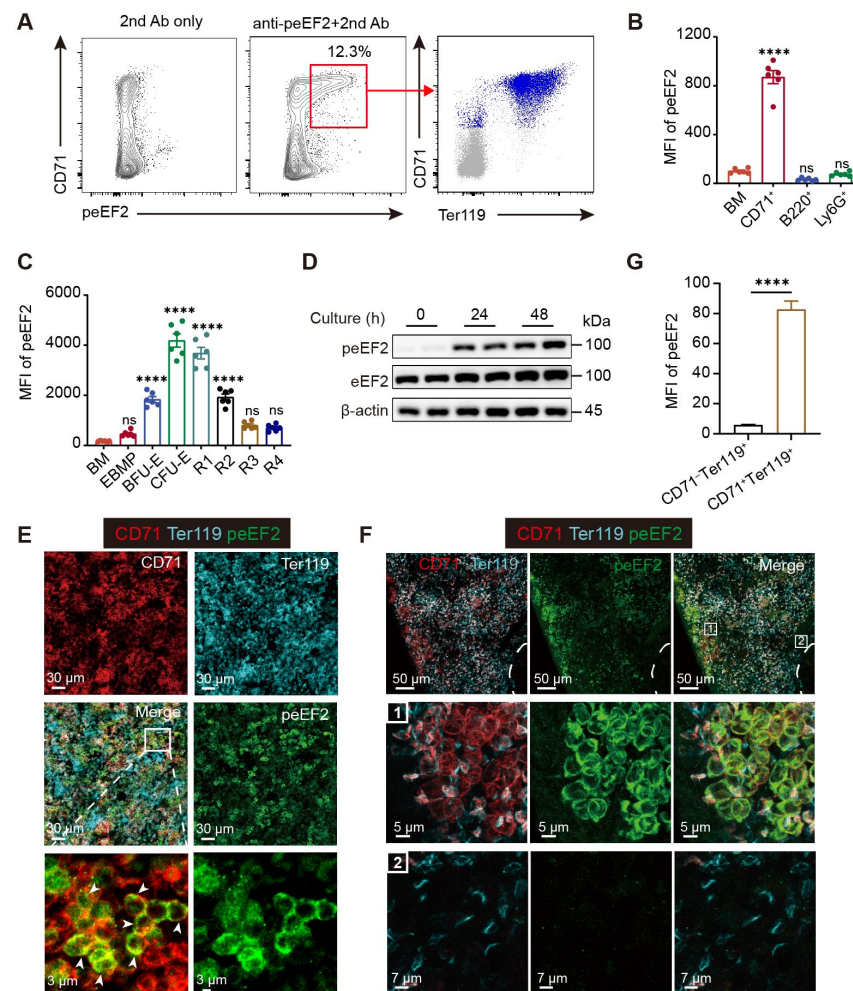 A
2nd Ab only
anti-peEF2+2nd Ab
12.3%
CD71
CD71
peEF2
Ter119
B
MFI of peEF2
1200
800
400
0
****
ns
ns
BM
CD71⁺
B220⁺
Ly6G⁺
C
MFI of peEF2
6000
4000
2000
0
ns
****
****
****
****
ns
ns
BM
EBMP
BFU-E
CFU-E
R1
R2
R3
R4
D
Culture (h)
0
24
48
kDa
peEF2
100
eEF2
100
β-actin
45
G
MFI of peEF2
100
80
60
40
20
0
****
CD71⁻Ter119⁺
CD71⁺Ter119⁺
E
CD71 Ter119 peEF2
CD71
Ter119
30 µm
30 µm
Merge
peEF2
30 µm
30 µm
3 µm
3 µm
F
CD71 Ter119 peEF2
CD71 Ter119
peEF2
Merge
1
2
50 µm
50 µm
50 µm
1
5 µm
5 µm
5 µm
2
7 µm
7 µm
7 µm